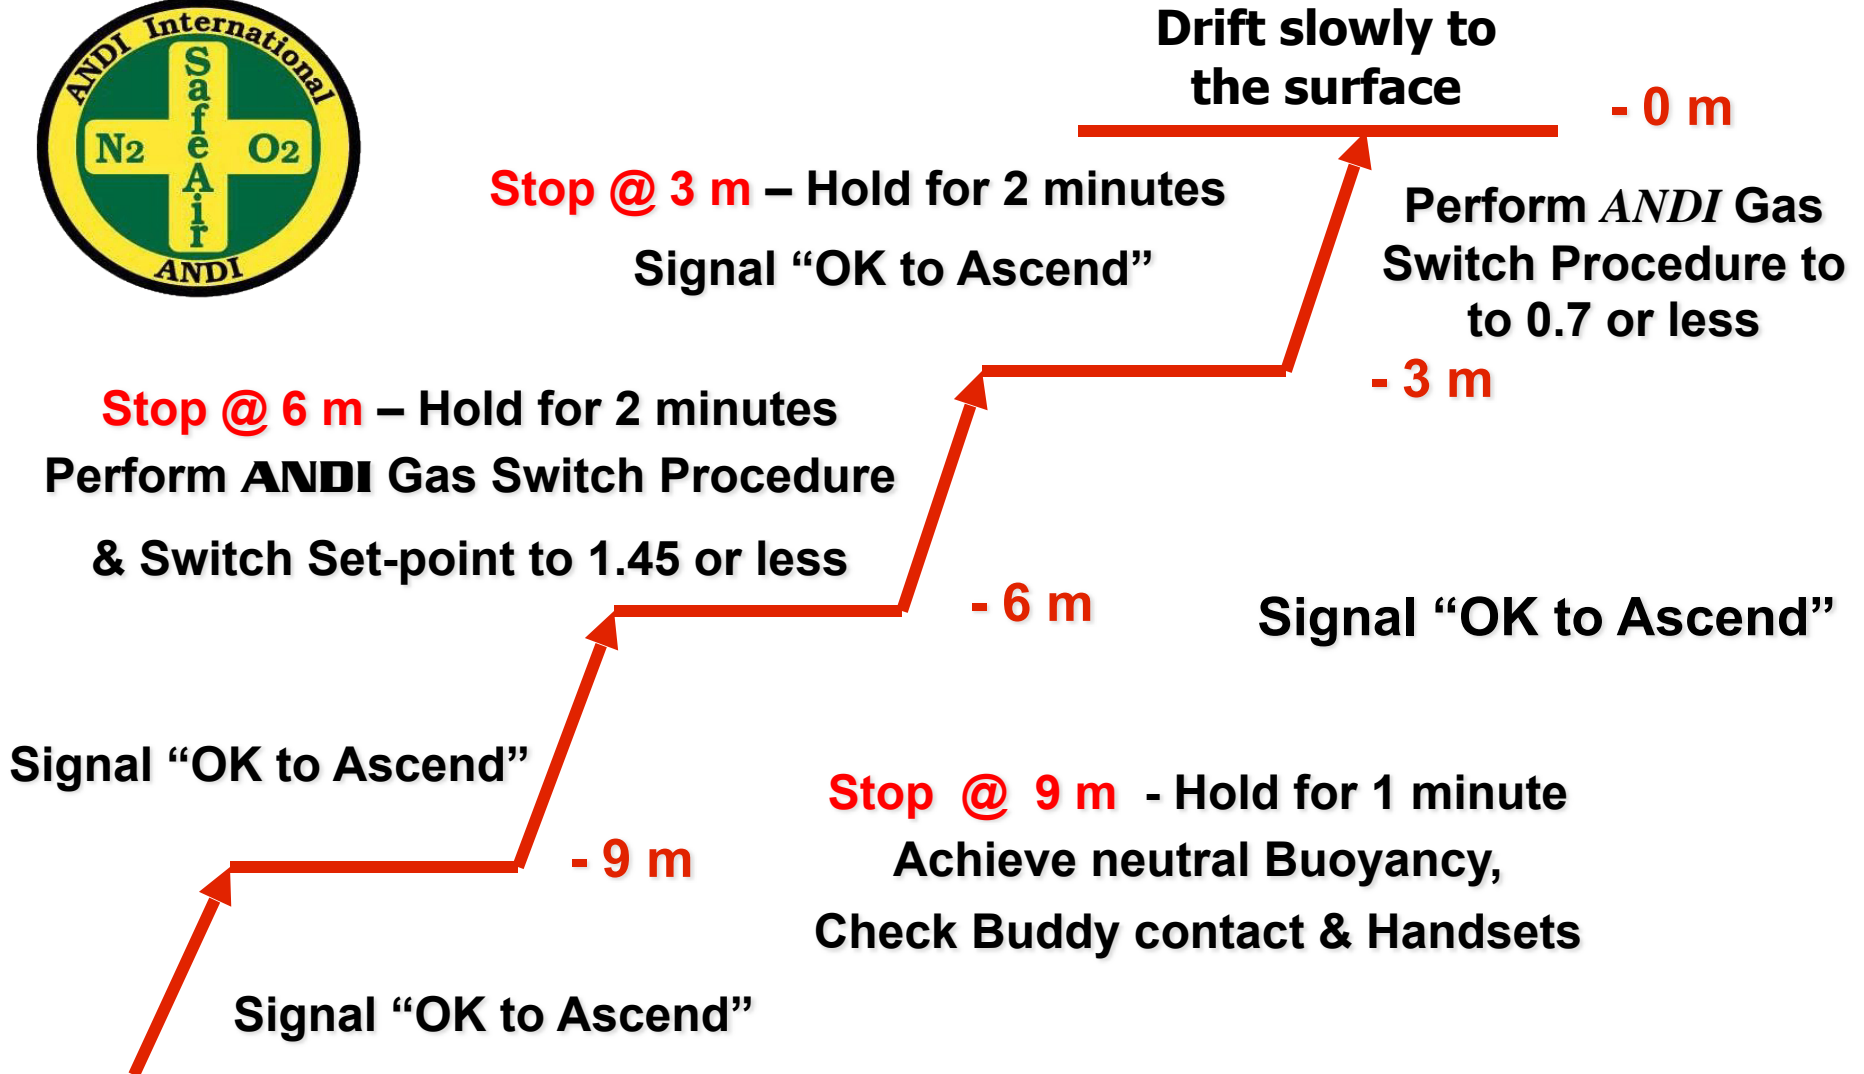 ANDI International
SafeAir
N2 O2
ANDI
Drift slowly to
the surface
- 0 m
Stop @ 3 m – Hold for 2 minutes
Signal “OK to Ascend”
Perform ANDI Gas
Switch Procedure to
to 0.7 or less
- 3 m
Stop @ 6 m – Hold for 2 minutes
Perform ANDI Gas Switch Procedure
& Switch Set-point to 1.45 or less
- 6 m
Signal “OK to Ascend”
Signal “OK to Ascend”
Stop @ 9 m - Hold for 1 minute
Achieve neutral Buoyancy,
Check Buddy contact & Handsets
- 9 m
Signal “OK to Ascend”